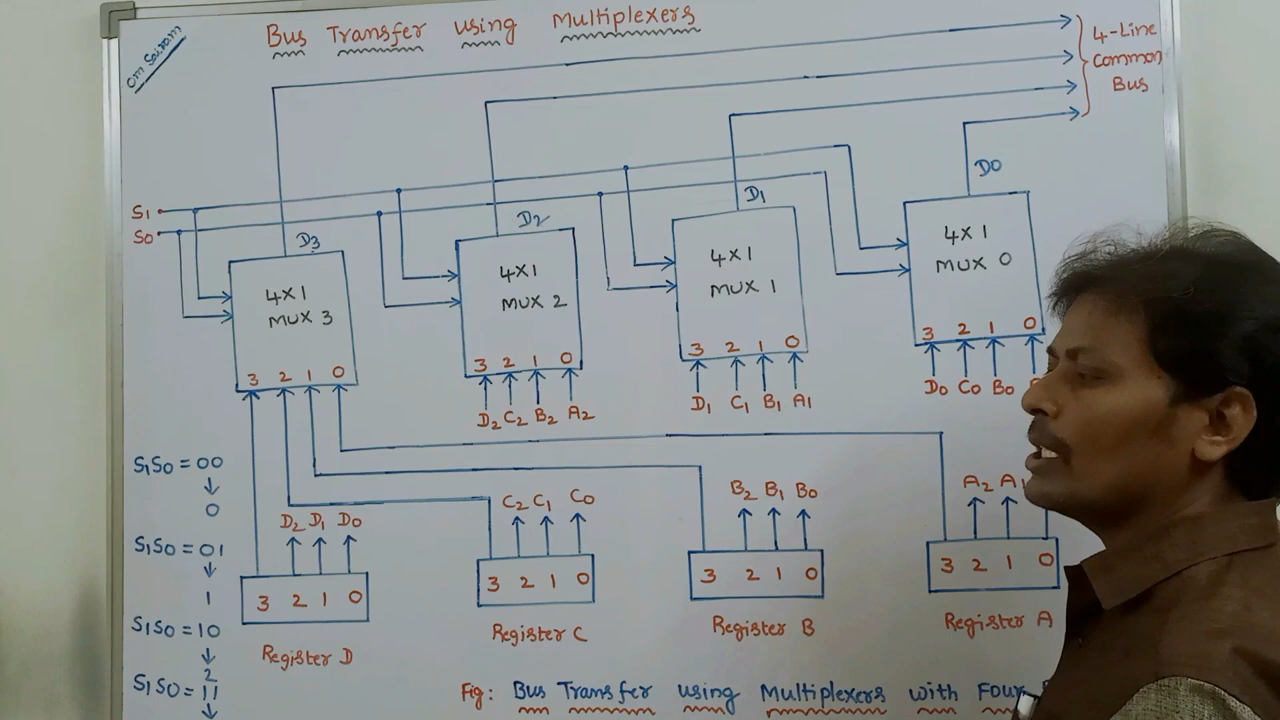 Om Sairam
Bus Transfer using Multiplexers
4-Line
Common
Bus
S1
S0
D3
D2
D1
D0
4X1
MUX 3
3 2 1 0
4X1
MUX 2
3 2 1 0
D2 C2 B2 A2
4X1
MUX 1
3 2 1 0
D1 C1 B1 A1
4X1
MUX 0
3 2 1 0
D0 C0 B0
S1S0 = 00
0
S1S0 = 01
1
S1S0 = 10
2
S1S0 = 11
D2 D1 D0
3 2 1 0
Register D
C2 C1 C0
3 2 1 0
Register C
B2 B1 B0
3 2 1 0
Register B
A2 A1
3 2 1 0
Register A
Fig: Bus Transfer using Multiplexers with Four